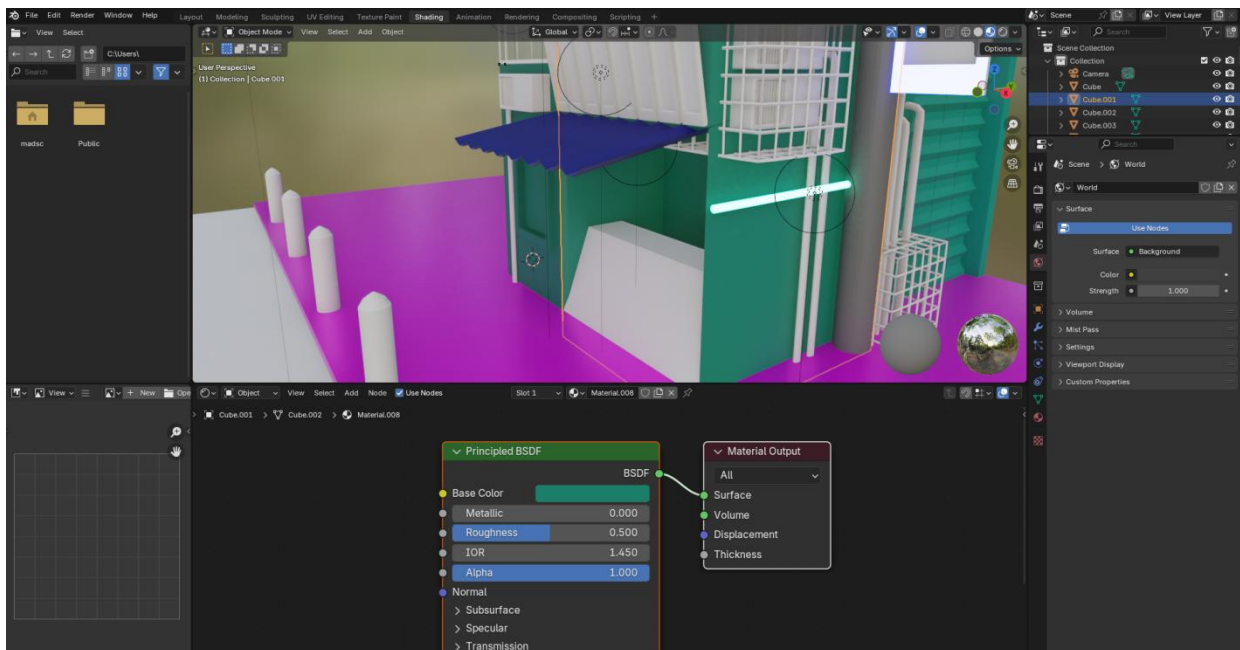 File Edit Render Window Help Layout Modeling Sculpting UV Editing Texture Paint Shading Animation Rendering Compositing Scripting + Scene View Layer
View Select
C:\Users\
Search
madsc Public
Object Mode View Select Add Object Global
Options
User Perspective
(1) Collection | Cube.001
Search
Scene Collection
Collection
Camera
Cube
Cube.001
Cube.002
Cube.003
Search
Scene > World
World
Surface
Use Nodes
Surface Background
Color
Strength 1.000
Volume
Mist Pass
Settings
Viewport Display
Custom Properties
View + New Ope
Object View Select Add Node Use Nodes Slot 1 Material.008
Cube.001 > Cube.002 > Material.008
Principled BSDF
BSDF
Base Color
Metallic 0.000
Roughness 0.500
IOR 1.450
Alpha 1.000
Normal
Subsurface
Specular
Transmission
Material Output
All
Surface
Volume
Displacement
Thickness